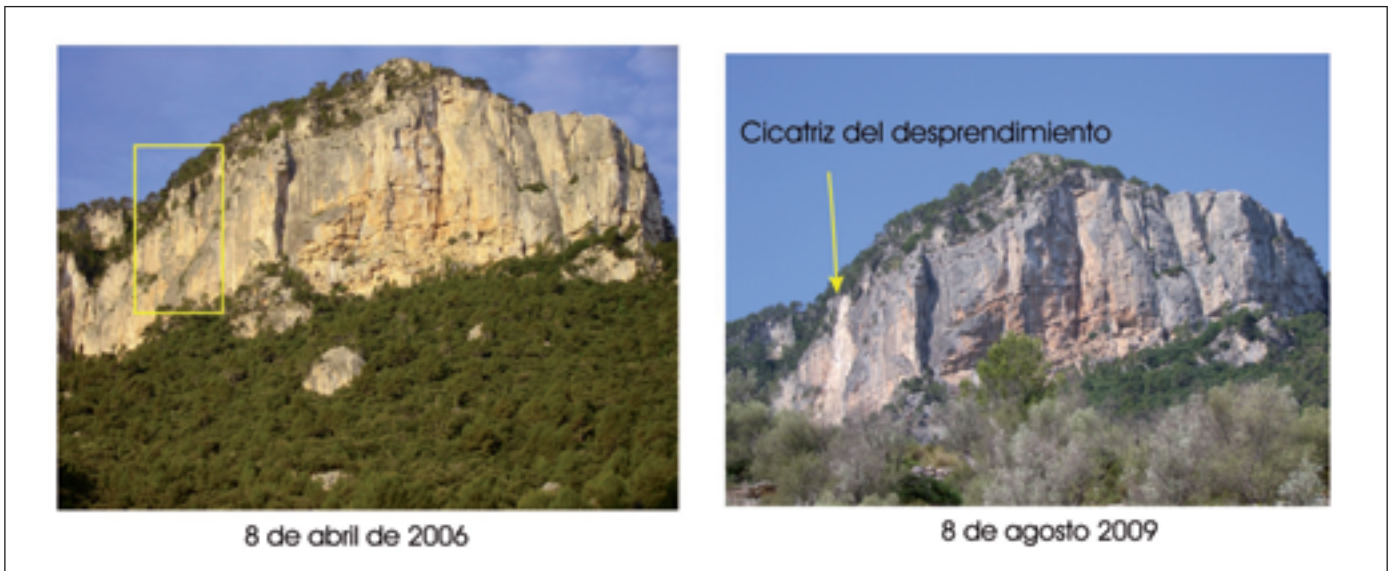 Cicatriz del desprendimiento
8 de abril de 2006
8 de agosto 2009